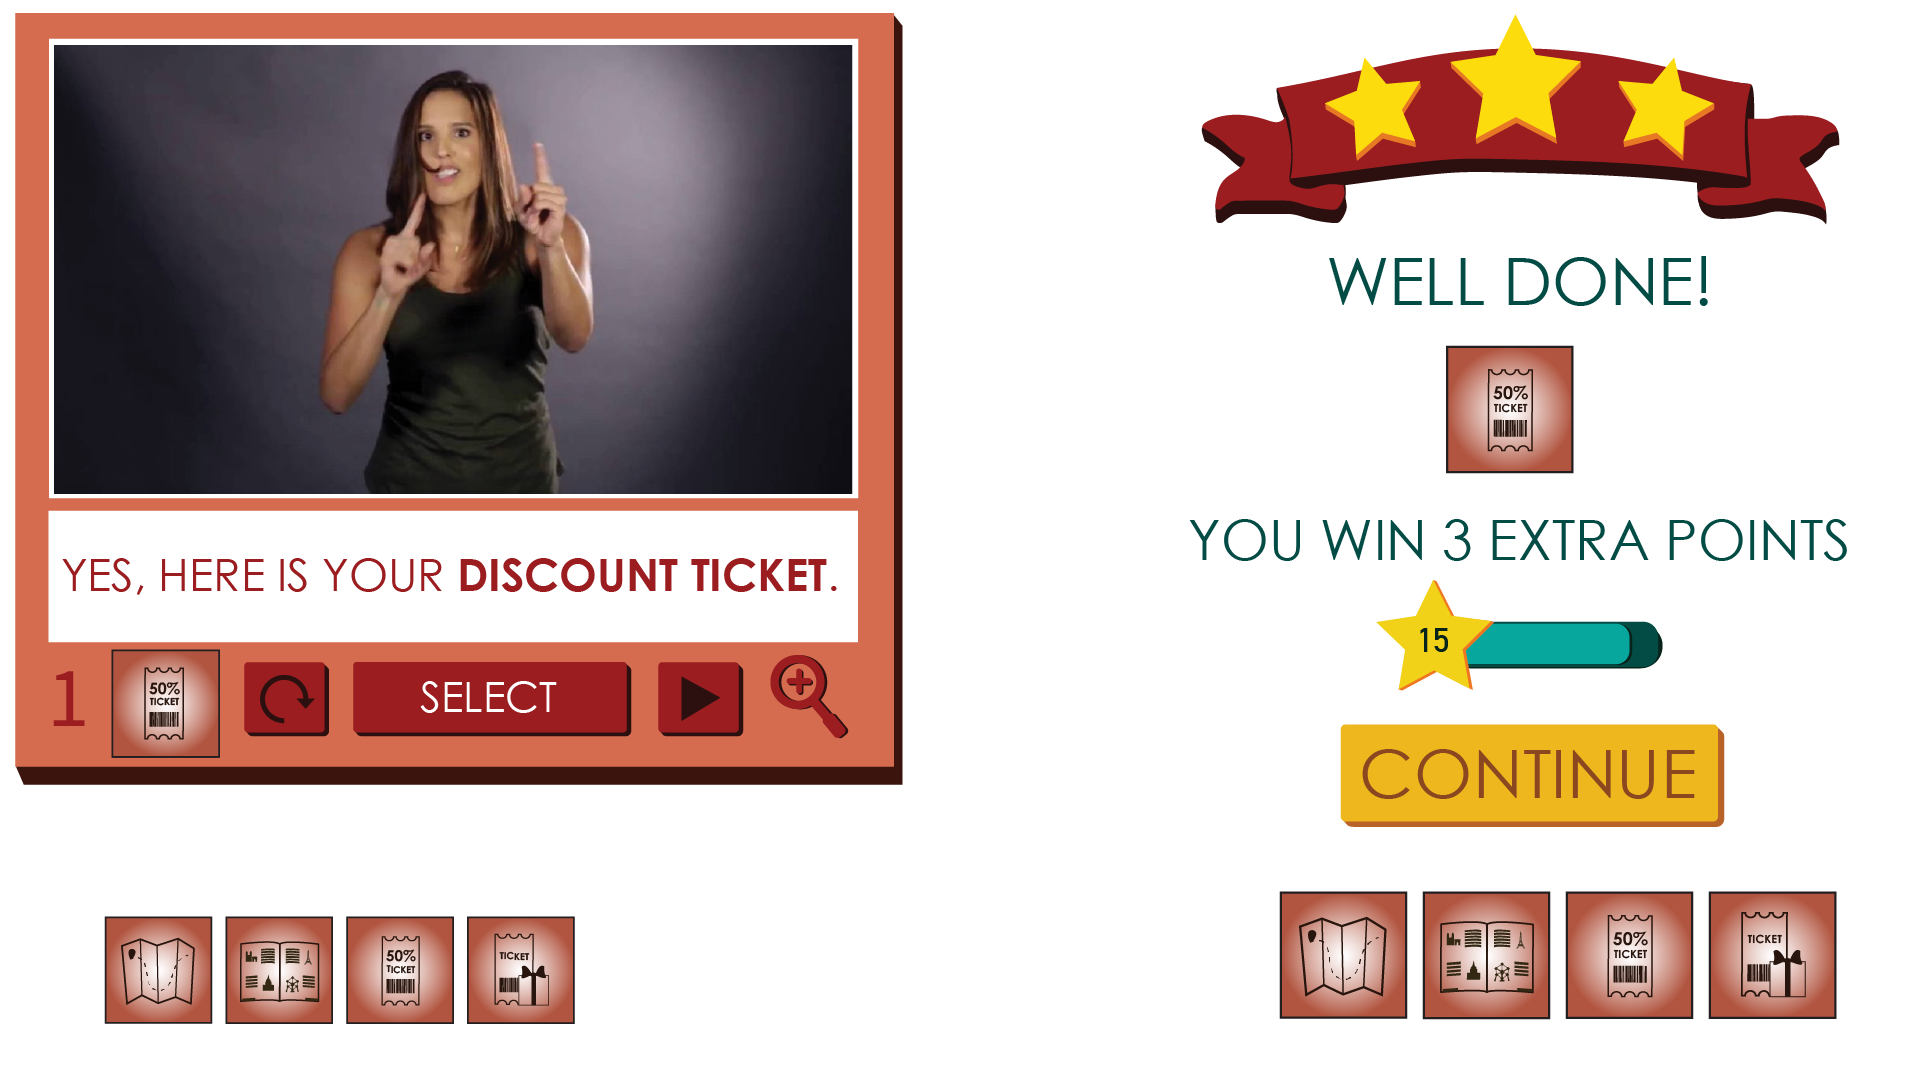 YES, HERE IS YOUR DISCOUNT TICKET.
1
50%
TICKET
SELECT
50%
TICKET
TICKET
WELL DONE!
50%
TICKET
YOU WIN 3 EXTRA POINTS
15
CONTINUE
50%
TICKET
TICKET